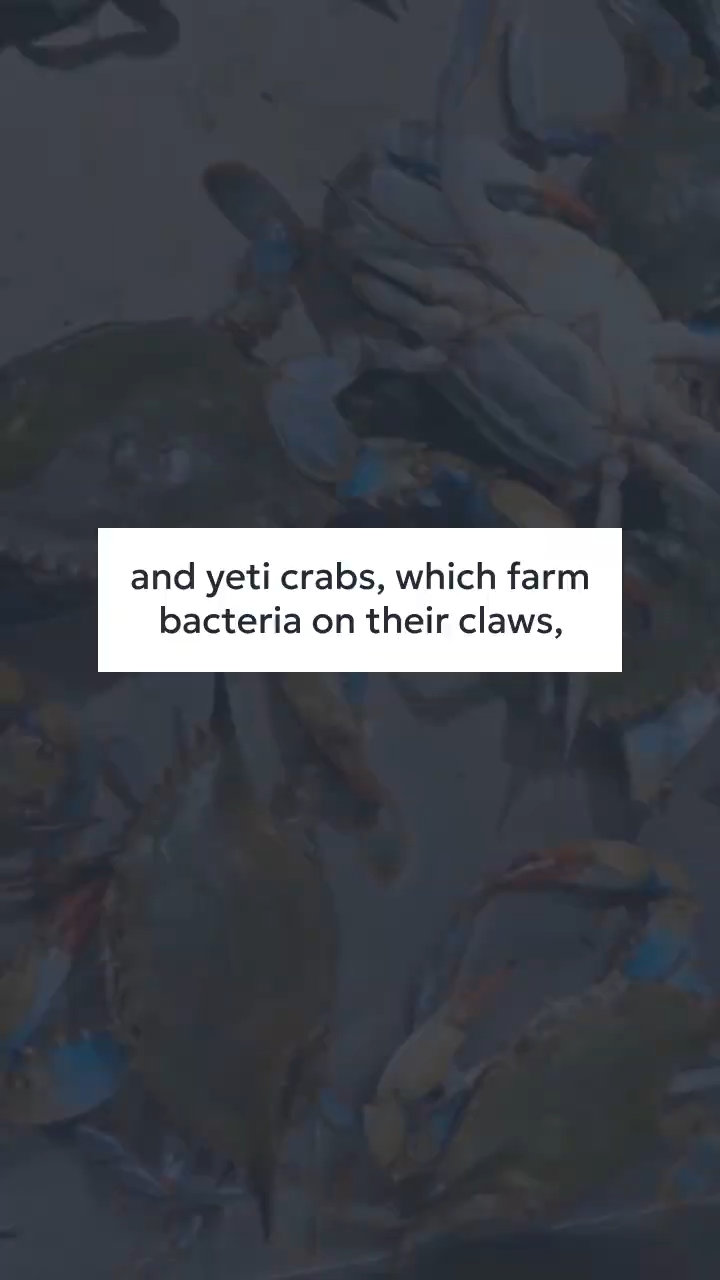 and yeti crabs, which farm
bacteria on their claws,